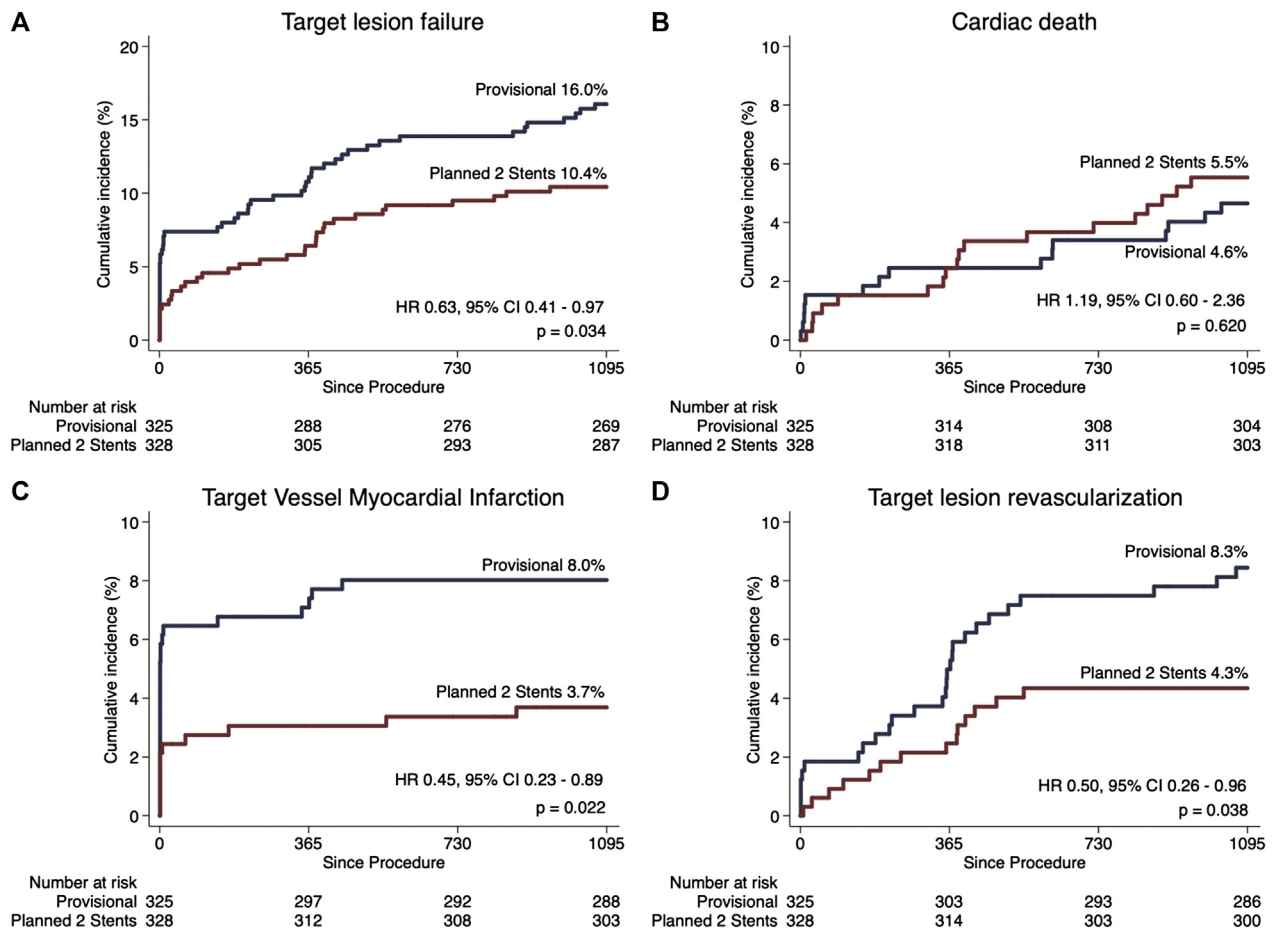 A
Target lesion failure
Cumulative incidence (%)
20
15
10
5
0
Provisional 16.0%
Planned 2 Stents 10.4%
HR 0.63, 95% CI 0.41 - 0.97
p = 0.034
0 365 730 1095
Since Procedure
Number at risk
Provisional 325 288 276 269
Planned 2 Stents 328 305 293 287
B
Cardiac death
Cumulative incidence (%)
10
8
6
4
2
0
Planned 2 Stents 5.5%
Provisional 4.6%
HR 1.19, 95% CI 0.60 - 2.36
p = 0.620
0 365 730 1095
Since Procedure
Number at risk
Provisional 325 314 308 304
Planned 2 Stents 328 318 311 303
C
Target Vessel Myocardial Infarction
Cumulative incidence (%)
10
8
6
4
2
0
Provisional 8.0%
Planned 2 Stents 3.7%
HR 0.45, 95% CI 0.23 - 0.89
p = 0.022
0 365 730 1095
Since Procedure
Number at risk
Provisional 325 297 292 288
Planned 2 Stents 328 312 308 303
D
Target lesion revascularization
Cumulative incidence (%)
10
8
6
4
2
0
Provisional 8.3%
Planned 2 Stents 4.3%
HR 0.50, 95% CI 0.26 - 0.96
p = 0.038
0 365 730 1095
Since Procedure
Number at risk
Provisional 325 303 293 286
Planned 2 Stents 328 314 303 300